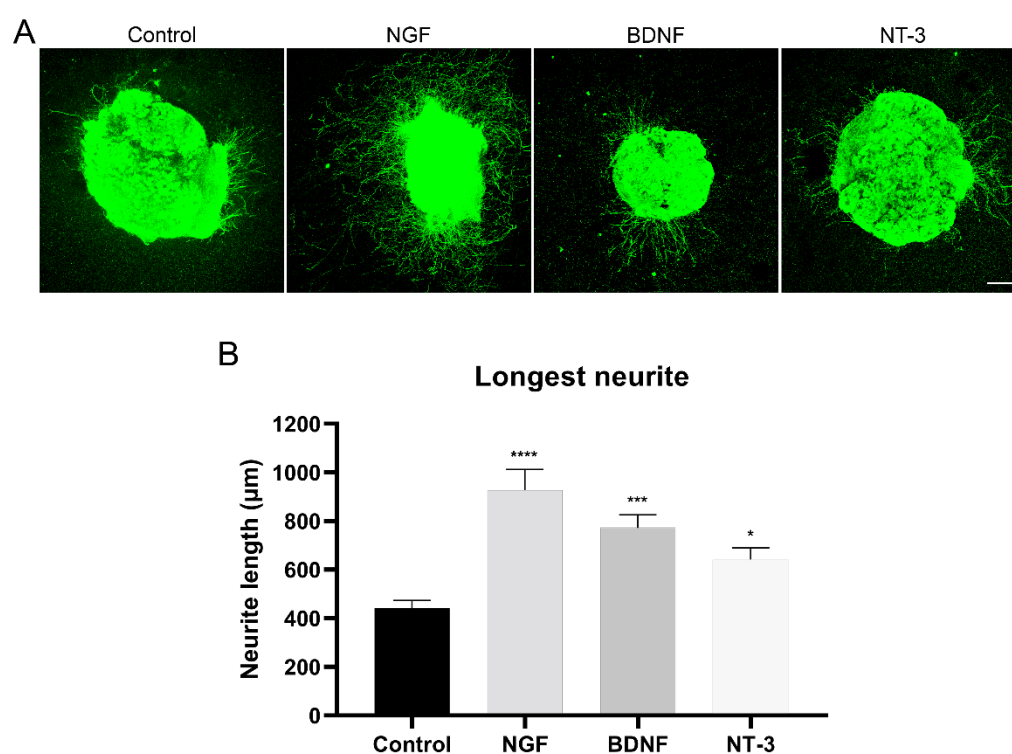 A
Control NGF BDNF NT-3
B
Longest neurite
Neurite length (µm)
1200
1000
800
600
400
200
0
****
***
*
Control NGF BDNF NT-3